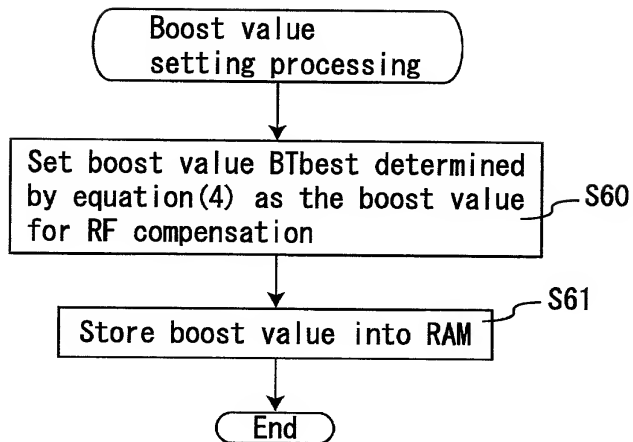 Boost value
setting processing
Set boost value BTbest determined
by equation(4) as the boost value
for RF compensation
S60
S61
Store boost value into RAM
End